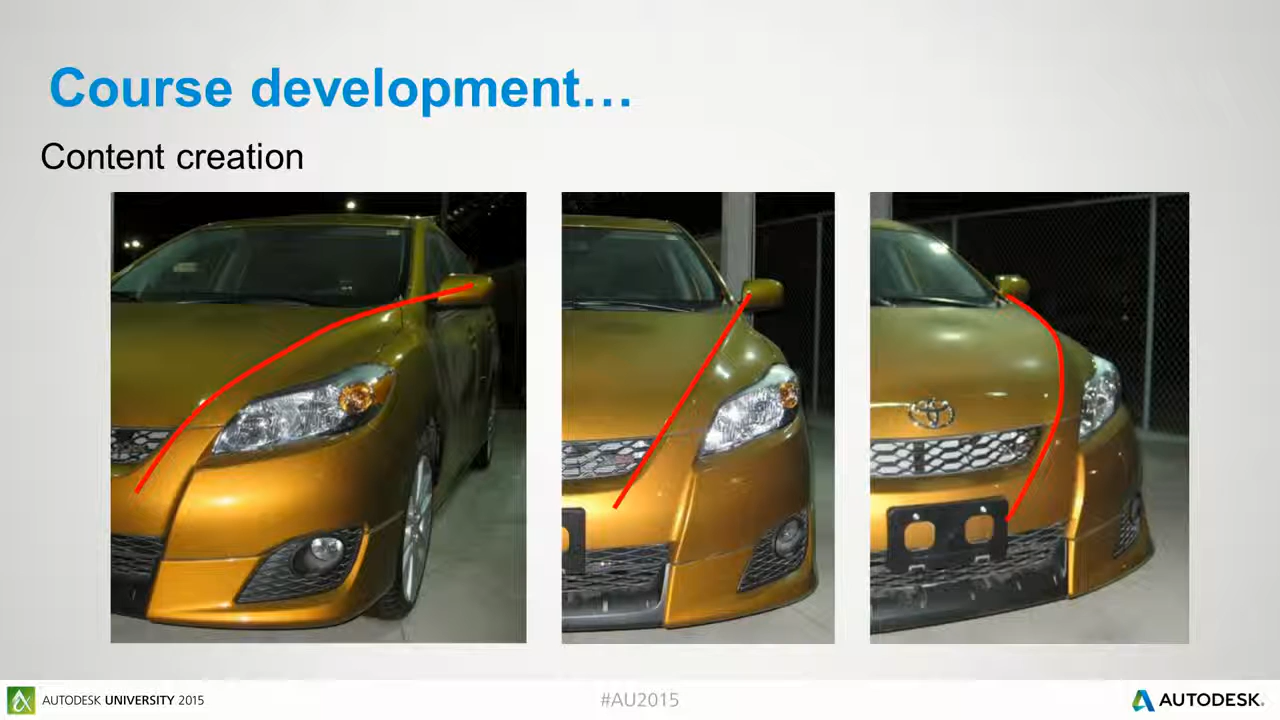 Course development…
Content creation
AUTODESK UNIVERSITY 2015
#AU2015
AUTODESK.